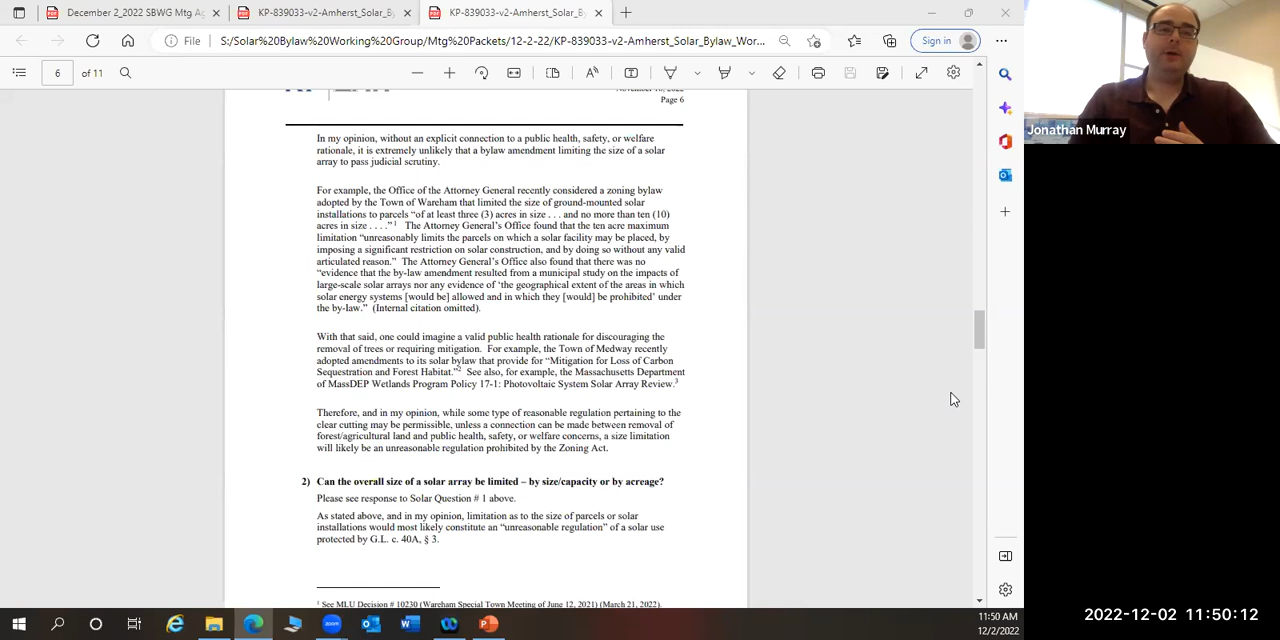 December 2_2022 SBWG Mtg Ag
KP-839033-v2-Amherst_Solar_By
KP-839033-v2-Amherst_Solar_By
File
S:/Solar%20Bylaw%20Working%20Group/Mtg%20Packets/12-2-22/KP-839033-v2-Amherst_Solar_Bylaw_Wor...
Sign in
6 of 11
Page 6
In my opinion, without an explicit connection to a public health, safety, or welfare
rationale, it is extremely unlikely that a bylaw amendment limiting the size of a solar
array to pass judicial scrutiny.
For example, the Office of the Attorney General recently considered a zoning bylaw
adopted by the Town of Wareham that limited the size of ground-mounted solar
installations to parcels “of at least three (3) acres in size . . . and no more than ten (10)
acres in size . . . .”1 The Attorney General’s Office found that the ten acre maximum
limitation “unreasonably limits the parcels on which a solar facility may be placed, by
imposing a significant restriction on solar construction, and by doing so without any valid
articulated reason.” The Attorney General’s Office also found that there was no
“evidence that the by-law amendment resulted from a municipal study on the impacts of
large-scale solar arrays nor any evidence of ‘the geographical extent of the areas in which
solar energy systems [would be] allowed and in which they [would] be prohibited’ under
the by-law.” (Internal citation omitted).
With that said, one could imagine a valid public health rationale for discouraging the
removal of trees or requiring mitigation. For example, the Town of Medway recently
adopted amendments to its solar bylaw that provide for “Mitigation for Loss of Carbon
Sequestration and Forest Habitat.”2 See also, for example, the Massachusetts Department
of MassDEP Wetlands Program Policy 17-1: Photovoltaic System Solar Array Review.3
Therefore, and in my opinion, while some type of reasonable regulation pertaining to the
clear cutting may be permissible, unless a connection can be made between removal of
forest/agricultural land and public health, safety, or welfare concerns, a size limitation
will likely be an unreasonable regulation prohibited by the Zoning Act.
2) Can the overall size of a solar array be limited – by size/capacity or by acreage?
Please see response to Solar Question # 1 above.
As stated above, and in my opinion, limitation as to the size of parcels or solar
installations would most likely constitute an “unreasonable regulation” of a solar use
protected by G.L. c. 40A, § 3.
1 See MLU Decision # 10230 (Wareham Special Town Meeting of June 12, 2021) (March 21, 2022).
Jonathan Murray
2022-12-02 11:50:12
11:50 AM
12/2/2022